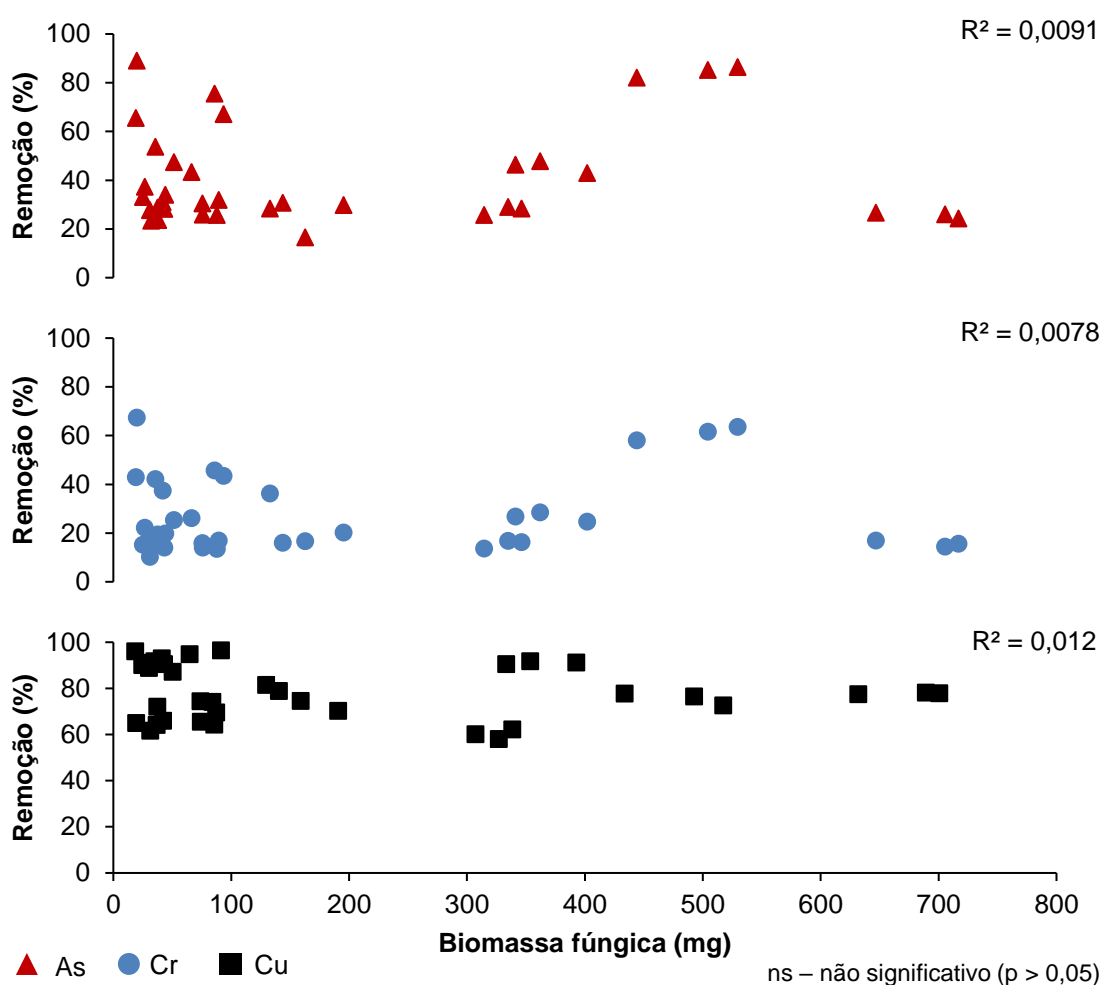 R² = 0,0091
Remoção (%)
100
80
60
40
20
0
R² = 0,0078
Remoção (%)
100
80
60
40
20
0
R² = 0,012
Remoção (%)
100
80
60
40
20
0
0 100 200 300 400 500 600 700 800
Biomassa fúngica (mg)
As Cr Cu
ns – não significativo (p > 0,05)